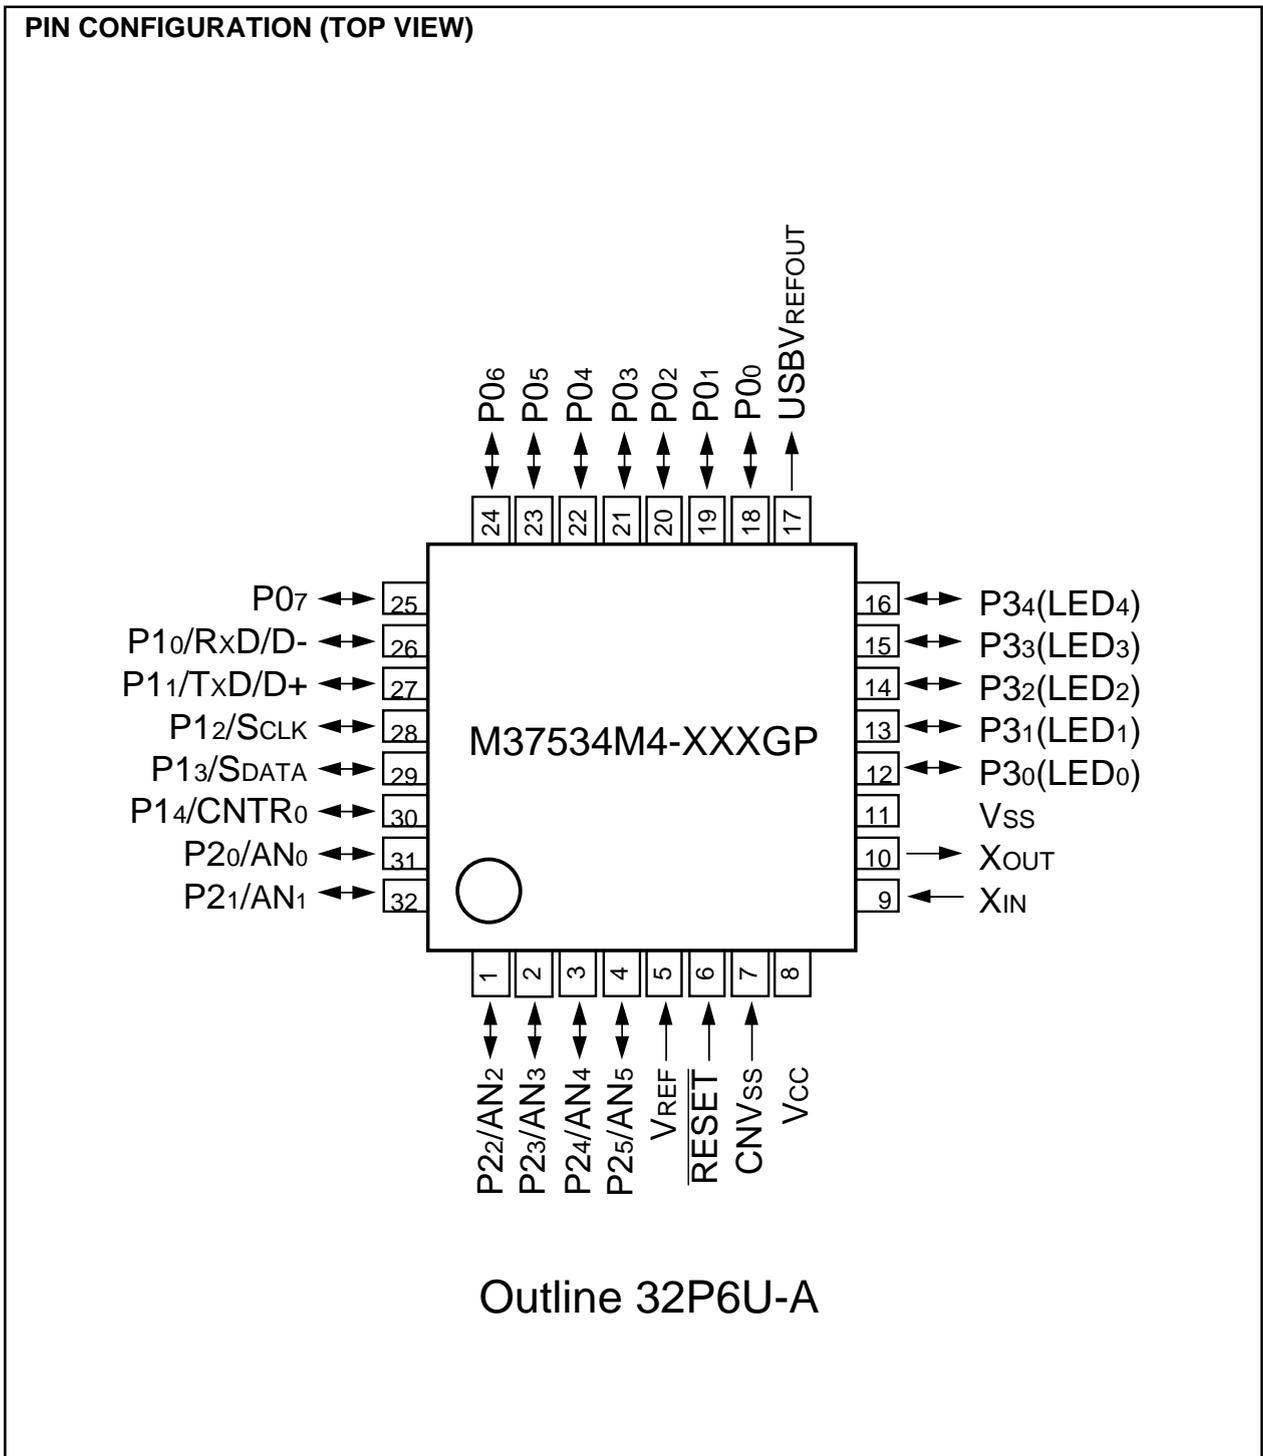 PIN CONFIGURATION (TOP VIEW)
P06
P05
P04
P03
P02
P01
P00
USBVREFOUT
24
23
22
21
20
19
18
17
P07 25
P10/RxD/D- 26
P11/TxD/D+ 27
P12/SCLK 28
P13/SDATA 29
P14/CNTR0 30
P20/AN0 31
P21/AN1 32
M37534M4-XXXGP
16 P34(LED4)
15 P33(LED3)
14 P32(LED2)
13 P31(LED1)
12 P30(LED0)
11 VSS
10 XOUT
9 XIN
1
2
3
4
5
6
7
8
P22/AN2
P23/AN3
P24/AN4
P25/AN5
VREF
RESET
CNVSS
VCC
Outline 32P6U-A